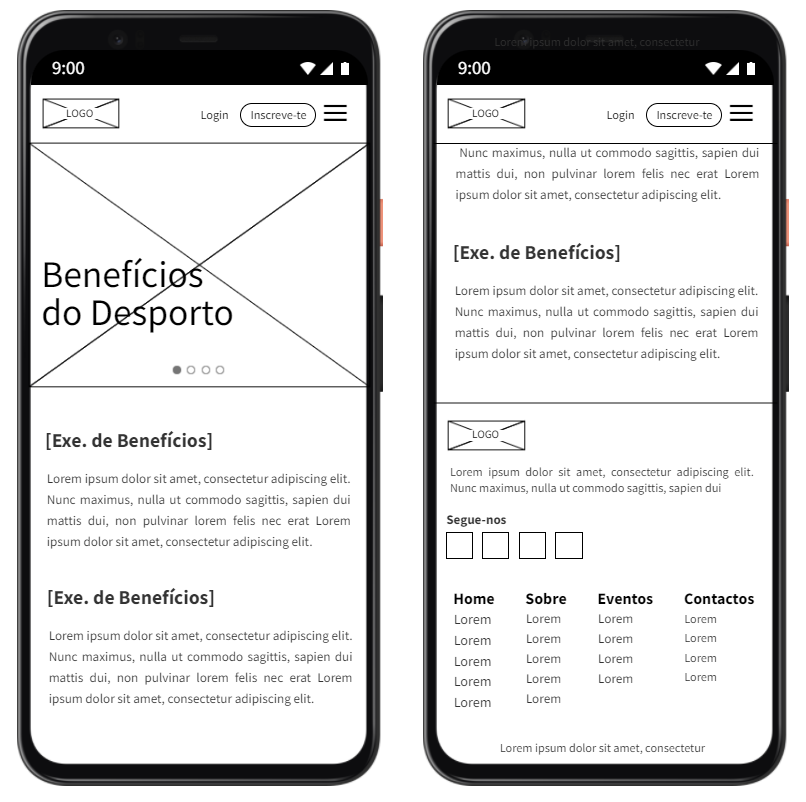 9:00
LOGO
Login
Inscreve-te
Benefícios
do Desporto
[Exe. de Benefícios]
Lorem ipsum dolor sit amet, consectetur adipiscing elit.
Nunc maximus, nulla ut commodo sagittis, sapien dui
mattis dui, non pulvinar lorem felis nec erat Lorem
ipsum dolor sit amet, consectetur adipiscing elit.
[Exe. de Benefícios]
Lorem ipsum dolor sit amet, consectetur adipiscing elit.
Nunc maximus, nulla ut commodo sagittis, sapien dui
mattis dui, non pulvinar lorem felis nec erat Lorem
ipsum dolor sit amet, consectetur adipiscing elit.
Lorem ipsum dolor sit amet, consectetur
9:00
LOGO
Login
Inscreve-te
Nunc maximus, nulla ut commodo sagittis, sapien dui
mattis dui, non pulvinar lorem felis nec erat Lorem
ipsum dolor sit amet, consectetur adipiscing elit.
[Exe. de Benefícios]
Lorem ipsum dolor sit amet, consectetur adipiscing elit.
Nunc maximus, nulla ut commodo sagittis, sapien dui
mattis dui, non pulvinar lorem felis nec erat Lorem
ipsum dolor sit amet, consectetur adipiscing elit.
LOGO
Lorem ipsum dolor sit amet, consectetur adipiscing elit.
Nunc maximus, nulla ut commodo sagittis, sapien dui
Segue-nos
Home
Lorem
Lorem
Lorem
Lorem
Lorem
Sobre
Lorem
Lorem
Lorem
Lorem
Lorem
Eventos
Lorem
Lorem
Lorem
Lorem
Contactos
Lorem
Lorem
Lorem
Lorem
Lorem ipsum dolor sit amet, consectetur